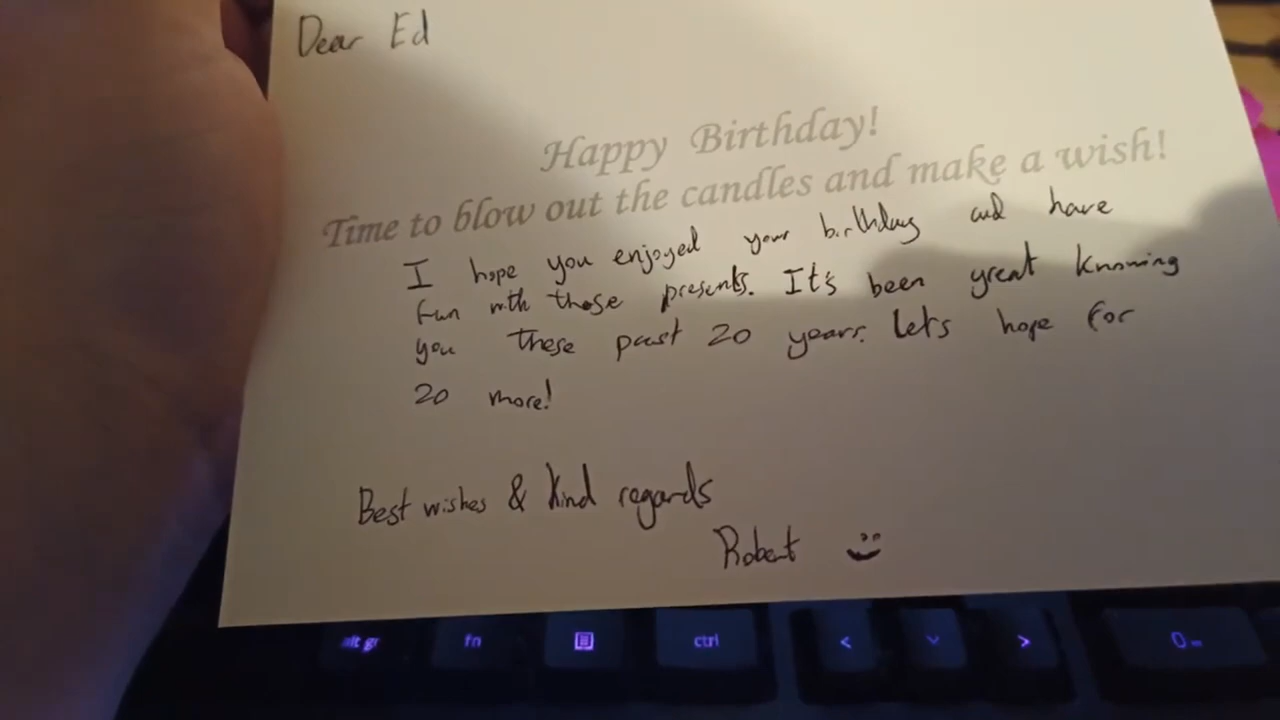 Dear Ed
Happy Birthday!
Time to blow out the candles and make a wish!
I hope you enjoyed your birthday and have
fun with these presents. It's been great knowing
you these past 20 years. Lets hope for
20 more!
Best wishes & Kind regards
Robert
alt gr fn ctrl < > 0